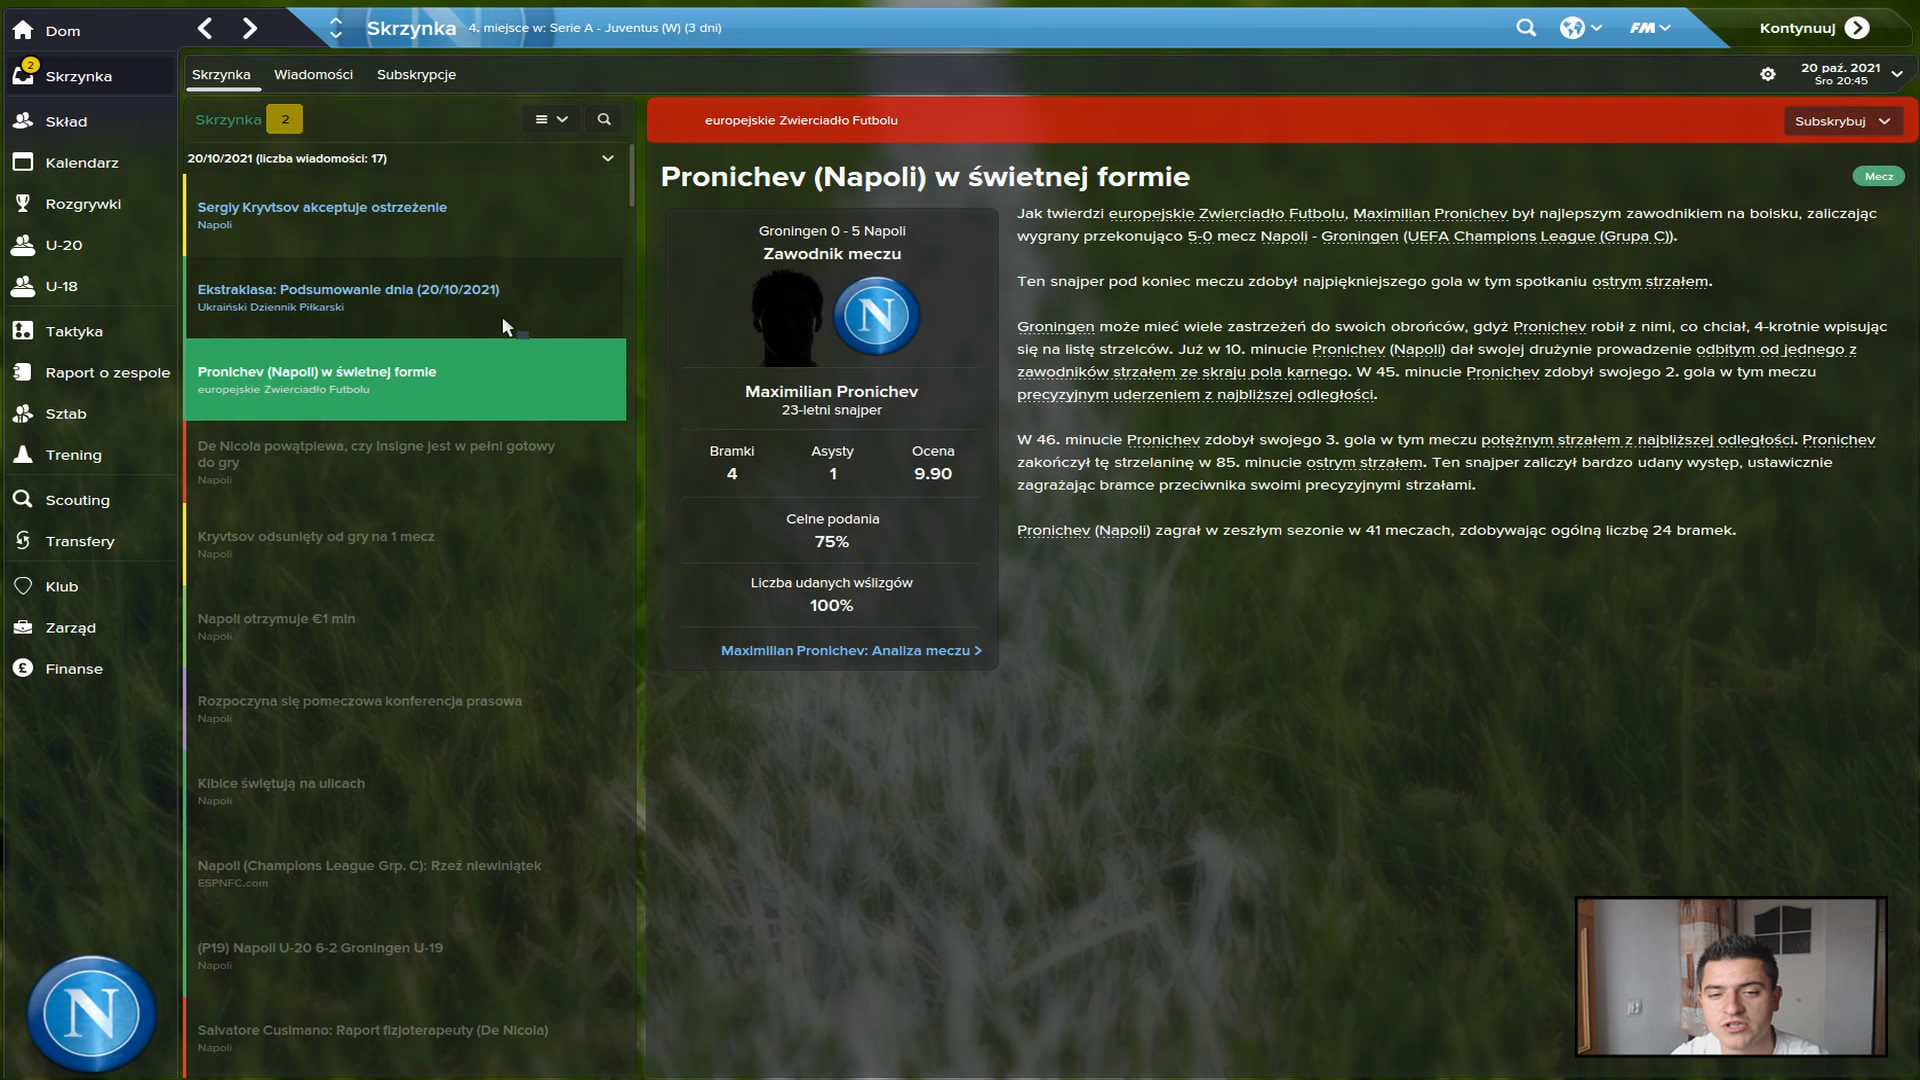 Dom
Skrzynka
4. miejsce w: Serie A - Juventus (W) (3 dni)
FM
Kontynuuj
2
Skrzynka
Skład
Kalendarz
Rozgrywki
U-20
U-18
Taktyka
Raport o zespole
Sztab
Trening
Scouting
Transfery
Klub
Zarząd
Finanse
Skrzynka
Wiadomości
Subskrypcje
20 paź. 2021
Śro 20:45
Skrzynka
2
20/10/2021 (liczba wiadomości: 17)
Sergiy Kryvtsov akceptuje ostrzeżenie
Napoli
Ekstraklasa: Podsumowanie dnia (20/10/2021)
Ukraiński Dziennik Piłkarski
Pronichev (Napoli) w świetnej formie
europejskie Zwierciadło Futbolu
De Nicola powątpiewa, czy Insigne jest w pełni gotowy
do gry
Napoli
Kryvtsov odsunięty od gry na 1 mecz
Napoli
Napoli otrzymuje €1 mln
Napoli
Rozpoczyna się pomeczowa konferencja prasowa
Napoli
Kibice świętują na ulicach
Napoli
Napoli (Champions League Grp. C): Rzeź niewiniątek
ESPNFC.com
(P19) Napoli U-20 6-2 Groningen U-19
Napoli
Salvatore Cusimano: Raport fizjoterapeuty (De Nicola)
Napoli
europejskie Zwierciadło Futbolu
Subskrybuj
Pronichev (Napoli) w świetnej formie
Mecz
Groningen 0 - 5 Napoli
Zawodnik meczu
N
Maximilian Pronichev
23-letni snajper
Bramki
Asysty
Ocena
4
1
9.90
Celne podania
75%
Liczba udanych wślizgów
100%
Maximilian Pronichev: Analiza meczu >
Jak twierdzi europejskie Zwierciadło Futbolu, Maximilian Pronichev był najlepszym zawodnikiem na boisku, zaliczając
wygrany przekonująco 5-0 mecz Napoli - Groningen (UEFA Champions League (Grupa C)).
Ten snajper pod koniec meczu zdobył najpiękniejszego gola w tym spotkaniu ostrym strzałem.
Groningen może mieć wiele zastrzeżeń do swoich obrońców, gdyż Pronichev robił z nimi, co chciał, 4-krotnie wpisując
się na listę strzelców. Już w 10. minucie Pronichev (Napoli) dał swojej drużynie prowadzenie odbitym od jednego z
zawodników strzałem ze skraju pola karnego. W 45. minucie Pronichev zdobył swojego 2. gola w tym meczu
precyzyjnym uderzeniem z najbliższej odległości.
W 46. minucie Pronichev zdobył swojego 3. gola w tym meczu potężnym strzałem z najbliższej odległości. Pronichev
zakończył tę strzelaninę w 85. minucie ostrym strzałem. Ten snajper zaliczył bardzo udany występ, ustawicznie
zagrażając bramce przeciwnika swoimi precyzyjnymi strzałami.
Pronichev (Napoli) zagrał w zeszłym sezonie w 41 meczach, zdobywając ogólną liczbę 24 bramek.
N